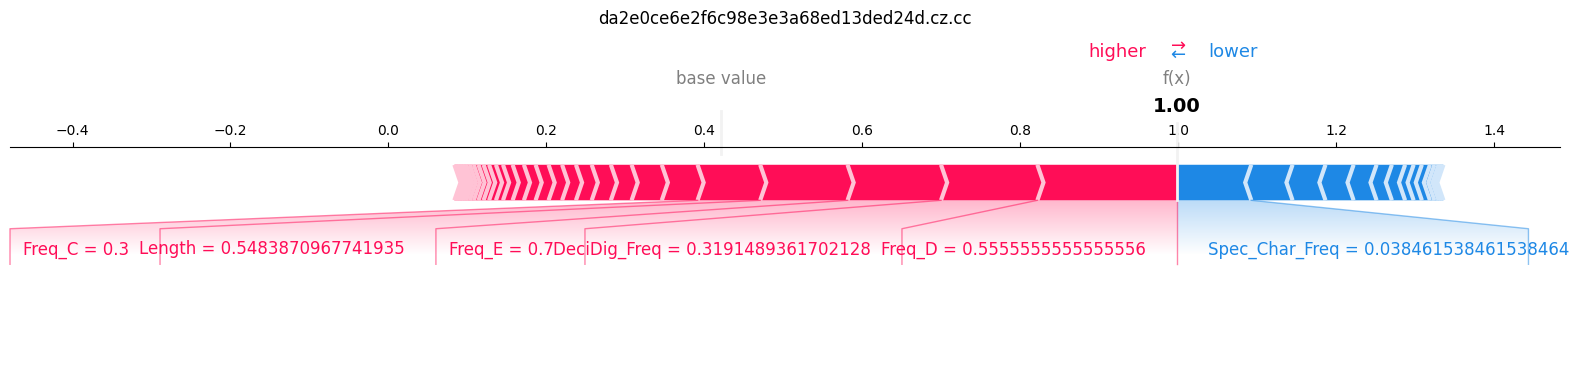 da2e0ce6e2f6c98e3e3a68ed13ded24d.cz.cc
higher ⇄ lower
base value f(x)
1.00
−0.4 −0.2 0.0 0.2 0.4 0.6 0.8 1.0 1.2 1.4
Freq_C = 0.3 Length = 0.5483870967741935 Freq_E = 0.7 DeciDig_Freq = 0.3191489361702128 Freq_D = 0.5555555555555556 Spec_Char_Freq = 0.038461538461538464